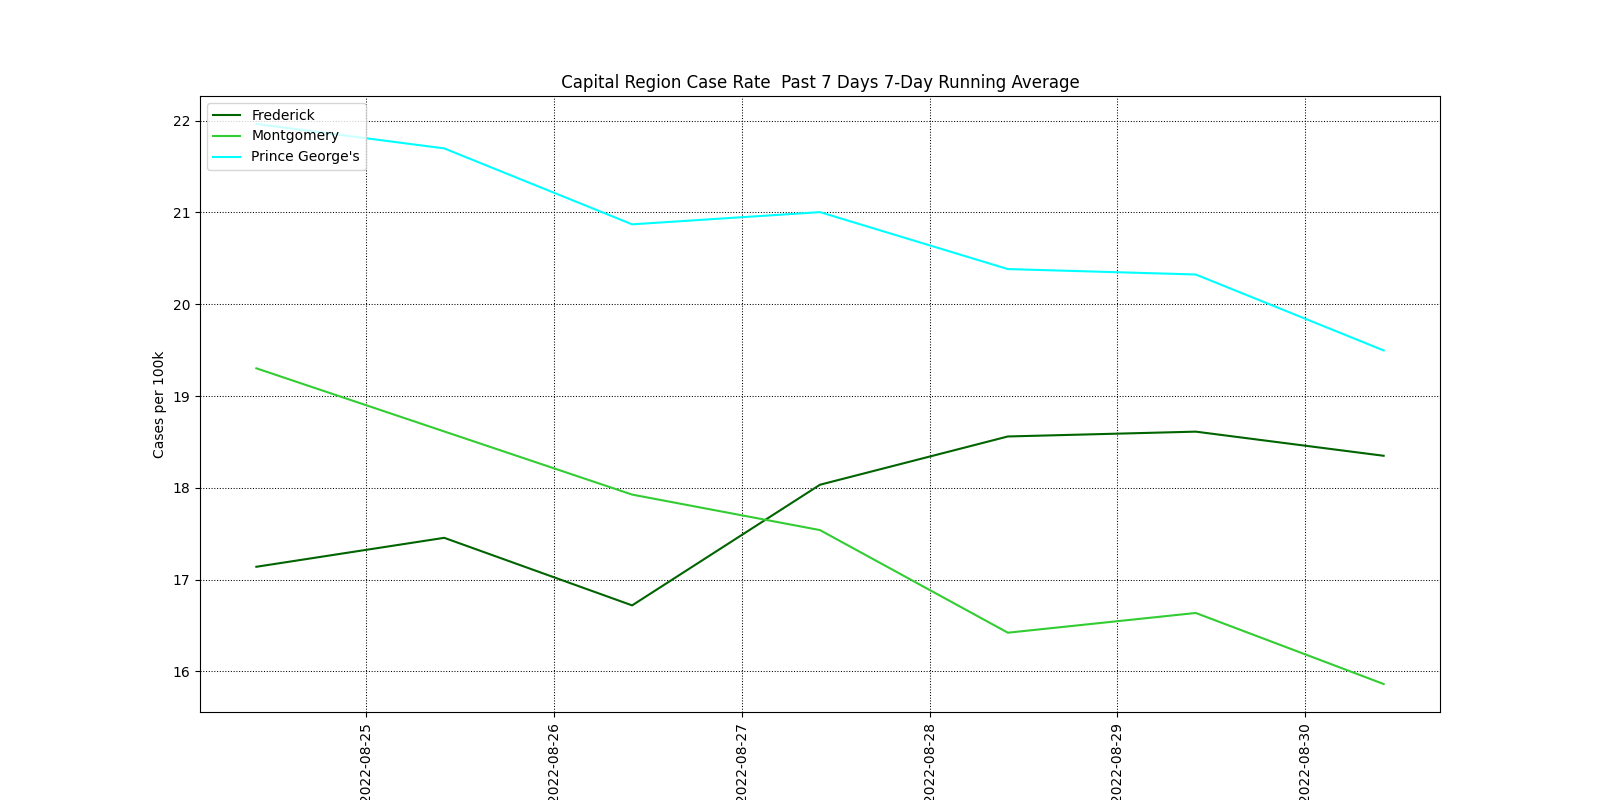 Capital Region Case Rate  Past 7 Days 7-Day Running Average
Frederick
Montgomery
Prince George's
Cases per 100k
22
21
20
19
18
17
16
2022-08-25
2022-08-26
2022-08-27
2022-08-28
2022-08-29
2022-08-30